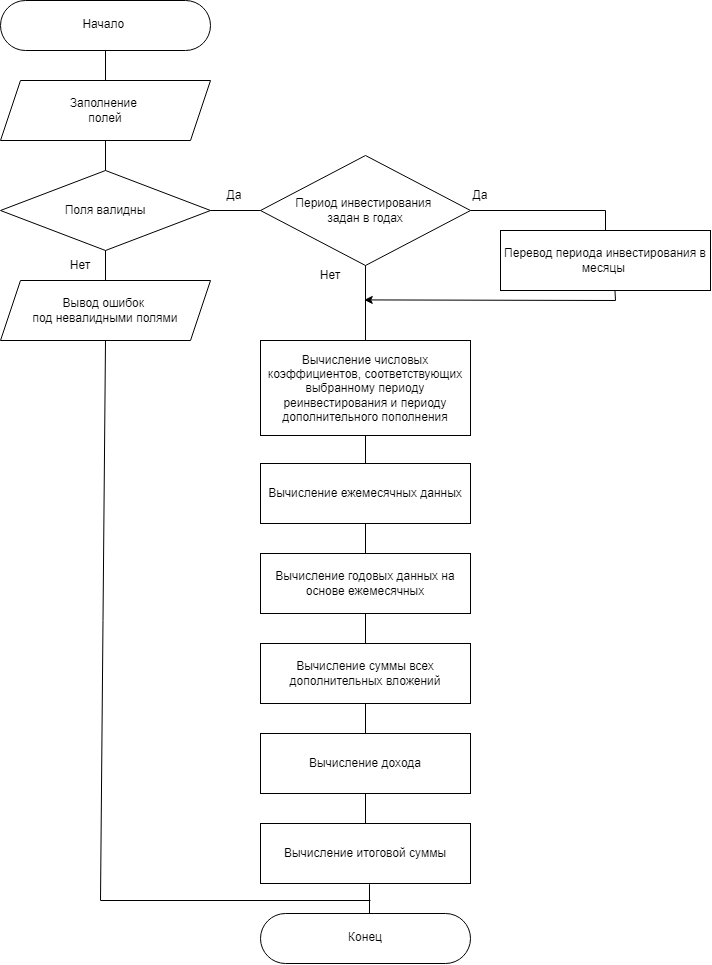 Начало
Заполнение
полей
Поля валидны
Да
Период инвестирования
задан в годах
Да
Перевод периода инвестирования в
месяцы
Нет
Нет
Вывод ошибок
под невалидными полями
Вычисление числовых
коэффициентов, соответствующих
выбранному периоду
реинвестирования и периоду
дополнительного пополнения
Вычисление ежемесячных данных
Вычисление годовых данных на
основе ежемесячных
Вычисление суммы всех
дополнительных вложений
Вычисление дохода
Вычисление итоговой суммы
Конец